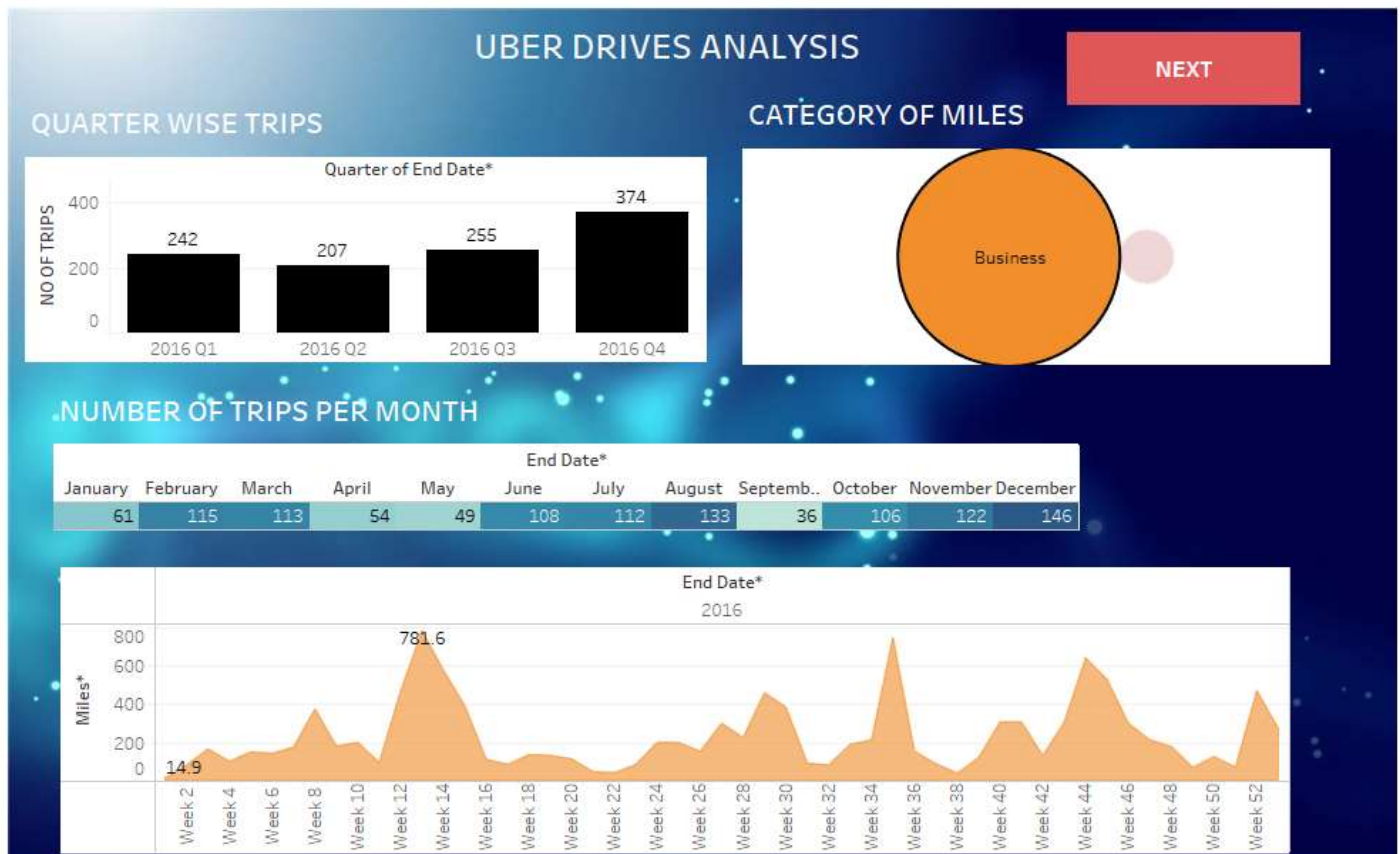 UBER DRIVES ANALYSIS
NEXT
QUARTER WISE TRIPS
CATEGORY OF MILES
Quarter of End Date*
NO OF TRIPS
400
200
0
242
207
255
374
2016 Q1 2016 Q2 2016 Q3 2016 Q4
Business
NUMBER OF TRIPS PER MONTH
End Date*
January February March April May June July August Septemb.. October November December
61 115 113 54 49 108 112 133 36 106 122 146
End Date*
2016
Miles*
800
600
400
200
0
781.6
14.9
Week 2 Week 4 Week 6 Week 8 Week 10 Week 12 Week 14 Week 16 Week 18 Week 20 Week 22 Week 24 Week 26 Week 28 Week 30 Week 32 Week 34 Week 36 Week 38 Week 40 Week 42 Week 44 Week 46 Week 48 Week 50 Week 52